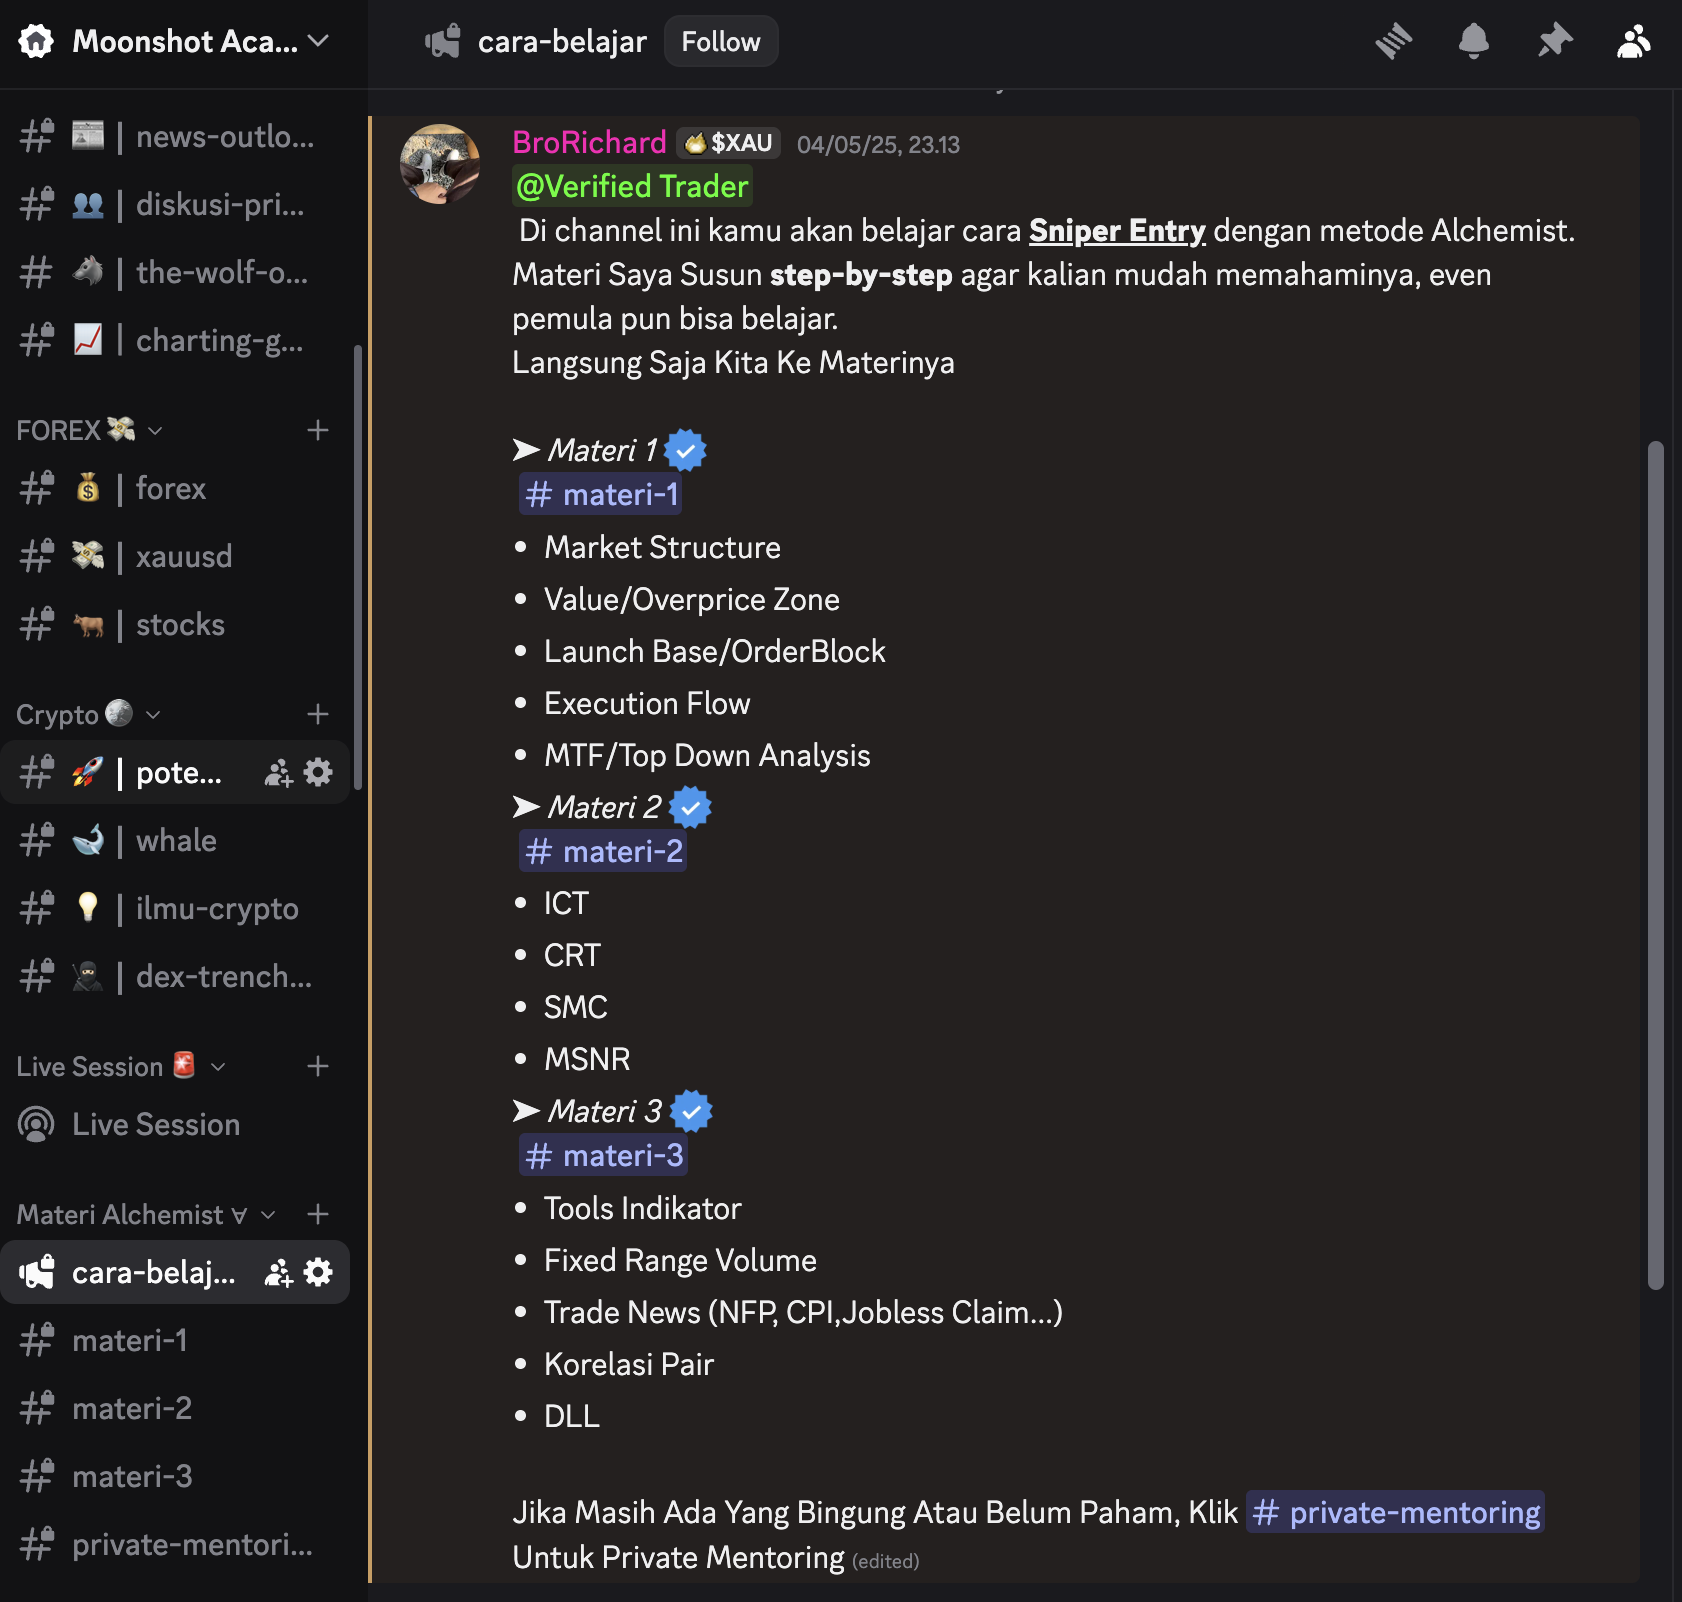 Moonshot Aca...
news-outlo...
diskusi-pri...
the-wolf-o...
charting-g...
FOREX
forex
xauusd
stocks
Crypto
pote...
whale
ilmu-crypto
dex-trench...
Live Session
Live Session
Materi Alchemist ∀
cara-belaj...
materi-1
materi-2
materi-3
private-mentori...
cara-belajar Follow
BroRichard $XAU 04/05/25, 23.13
@Verified Trader
Di channel ini kamu akan belajar cara Sniper Entry dengan metode Alchemist.
Materi Saya Susun step-by-step agar kalian mudah memahaminya, even
pemula pun bisa belajar.
Langsung Saja Kita Ke Materinya
➤ Materi 1
# materi-1
• Market Structure
• Value/Overprice Zone
• Launch Base/OrderBlock
• Execution Flow
• MTF/Top Down Analysis
➤ Materi 2
# materi-2
• ICT
• CRT
• SMC
• MSNR
➤ Materi 3
# materi-3
• Tools Indikator
• Fixed Range Volume
• Trade News (NFP, CPI,Jobless Claim...)
• Korelasi Pair
• DLL
Jika Masih Ada Yang Bingung Atau Belum Paham, Klik # private-mentoring
Untuk Private Mentoring (edited)